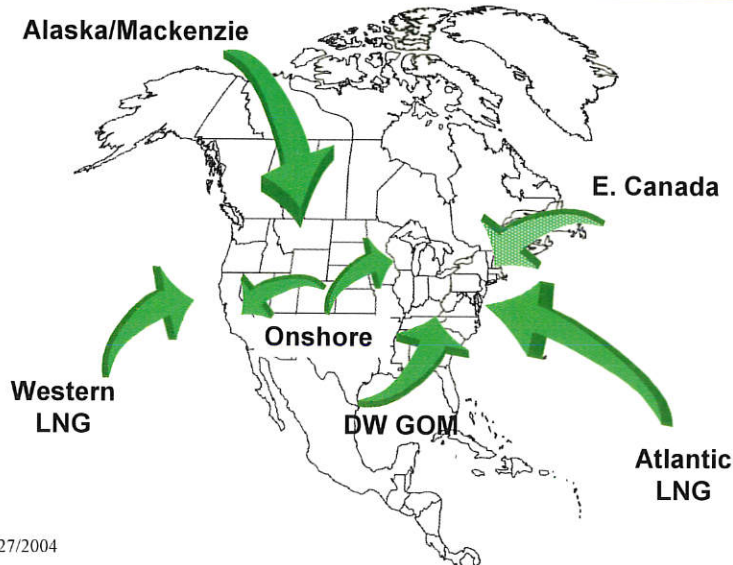 Alaska/Mackenzie
E. Canada
Onshore
Western
LNG
DW GOM
Atlantic
LNG
27/2004